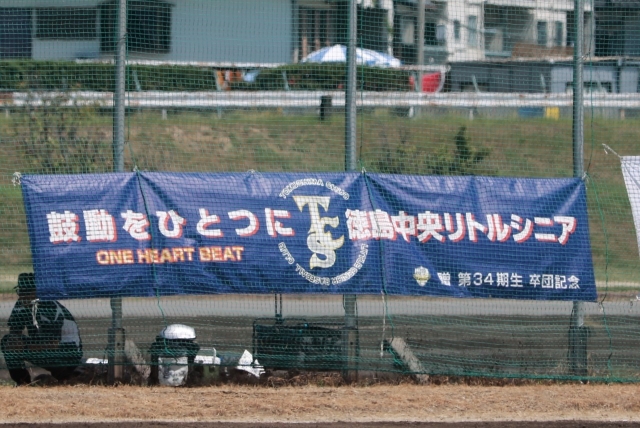 鼓動をひとつに
ONE HEART BEAT
徳島中央リトルシニア
贈 第34期生 卒団記念